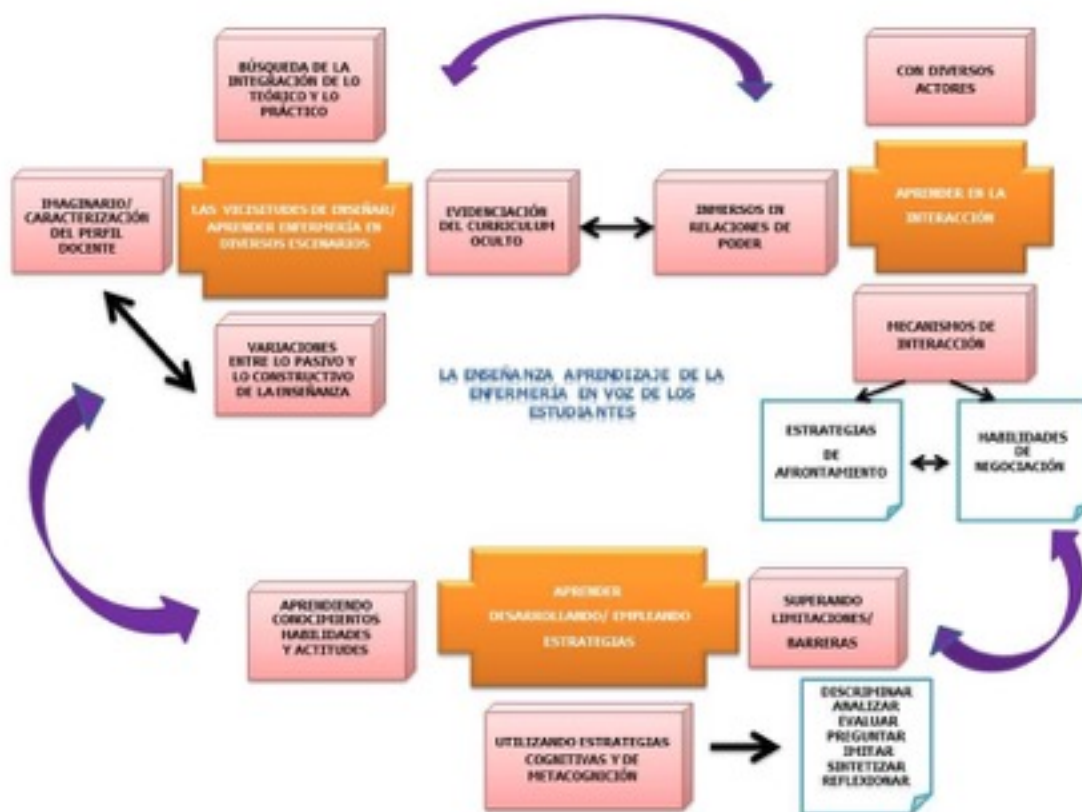 BÚSQUEDA DE LA
INTEGRACIÓN DE LO
TEÓRICO Y LO
PRÁCTICO
CON DIVERSOS
ACTORES
IMAGINARIO/
CARACTERIZACIÓN
DEL PERFIL
DOCENTE
LAS VICISITUDES DE ENSEÑAR/
APRENDER ENFERMERÍA EN
DIVERSOS ESCENARIOS
EVIDENCIACIÓN
DEL CURRICULUM
OCULTO
INMERSOS EN
RELACIONES DE
PODER
APRENDER EN LA
INTERACCIÓN
VARIACIONES
ENTRE LO PASIVO Y
LO CONSTRUCTIVO
DE LA ENSEÑANZA
MECANISMOS DE
INTERACCIÓN
LA ENSEÑANZA APRENDIZAJE DE LA
ENFERMERÍA EN VOZ DE LOS
ESTUDIANTES
ESTRATEGIAS
DE
AFRONTAMIENTO
HABILIDADES
DE
NEGOCIACIÓN
APRENDIENDO
CONOCIMIENTOS
HABILIDADES
Y ACTITUDES
APRENDER
DESARROLLANDO/ EMPLEANDO
ESTRATEGIAS
SUPERANDO
LIMITACIONES/
BARRERAS
UTILIZANDO ESTRATEGIAS
COGNITIVAS Y DE
METACOGNICIÓN
DISCRIMINAR
ANALIZAR
EVALUAR
PREGUNTAR
IMITAR
SINTETIZAR
REFLEXIONAR